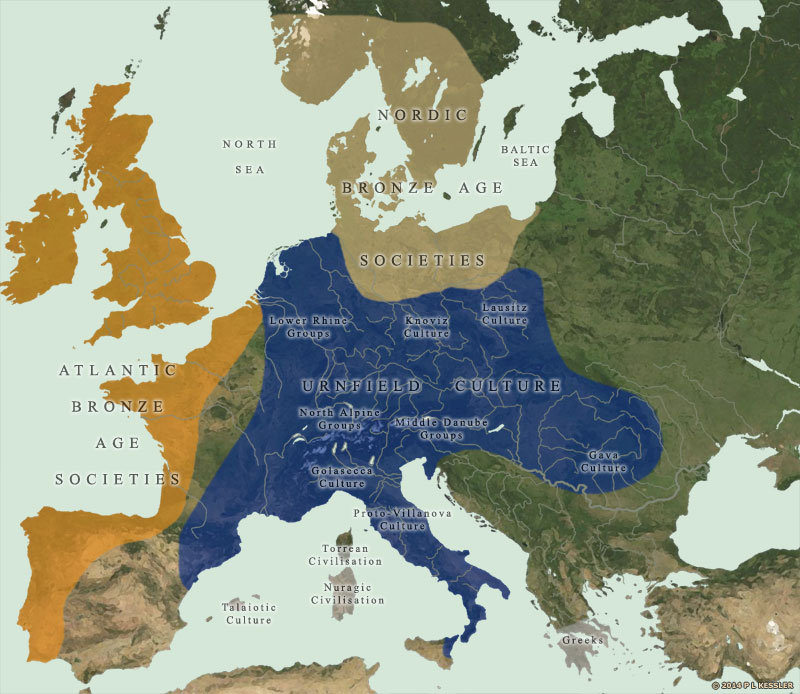 NORDIC
NORTH
SEA
BALTIC
SEA
BRONZE AGE
SOCIETIES
Lower Rhine
Groups
Knoviz
Culture
Lausitz
Culture
ATLANTIC
BRONZE
AGE
SOCIETIES
URNFIELD CULTURE
North Alpine
Groups
Middle Danube
Groups
Gava
Culture
Golasecca
Culture
Proto-Villanova
Culture
Torrean
Civilisation
Nuragic
Civilisation
Talaiotic
Culture
Greeks
© 2014 P L KESSLER